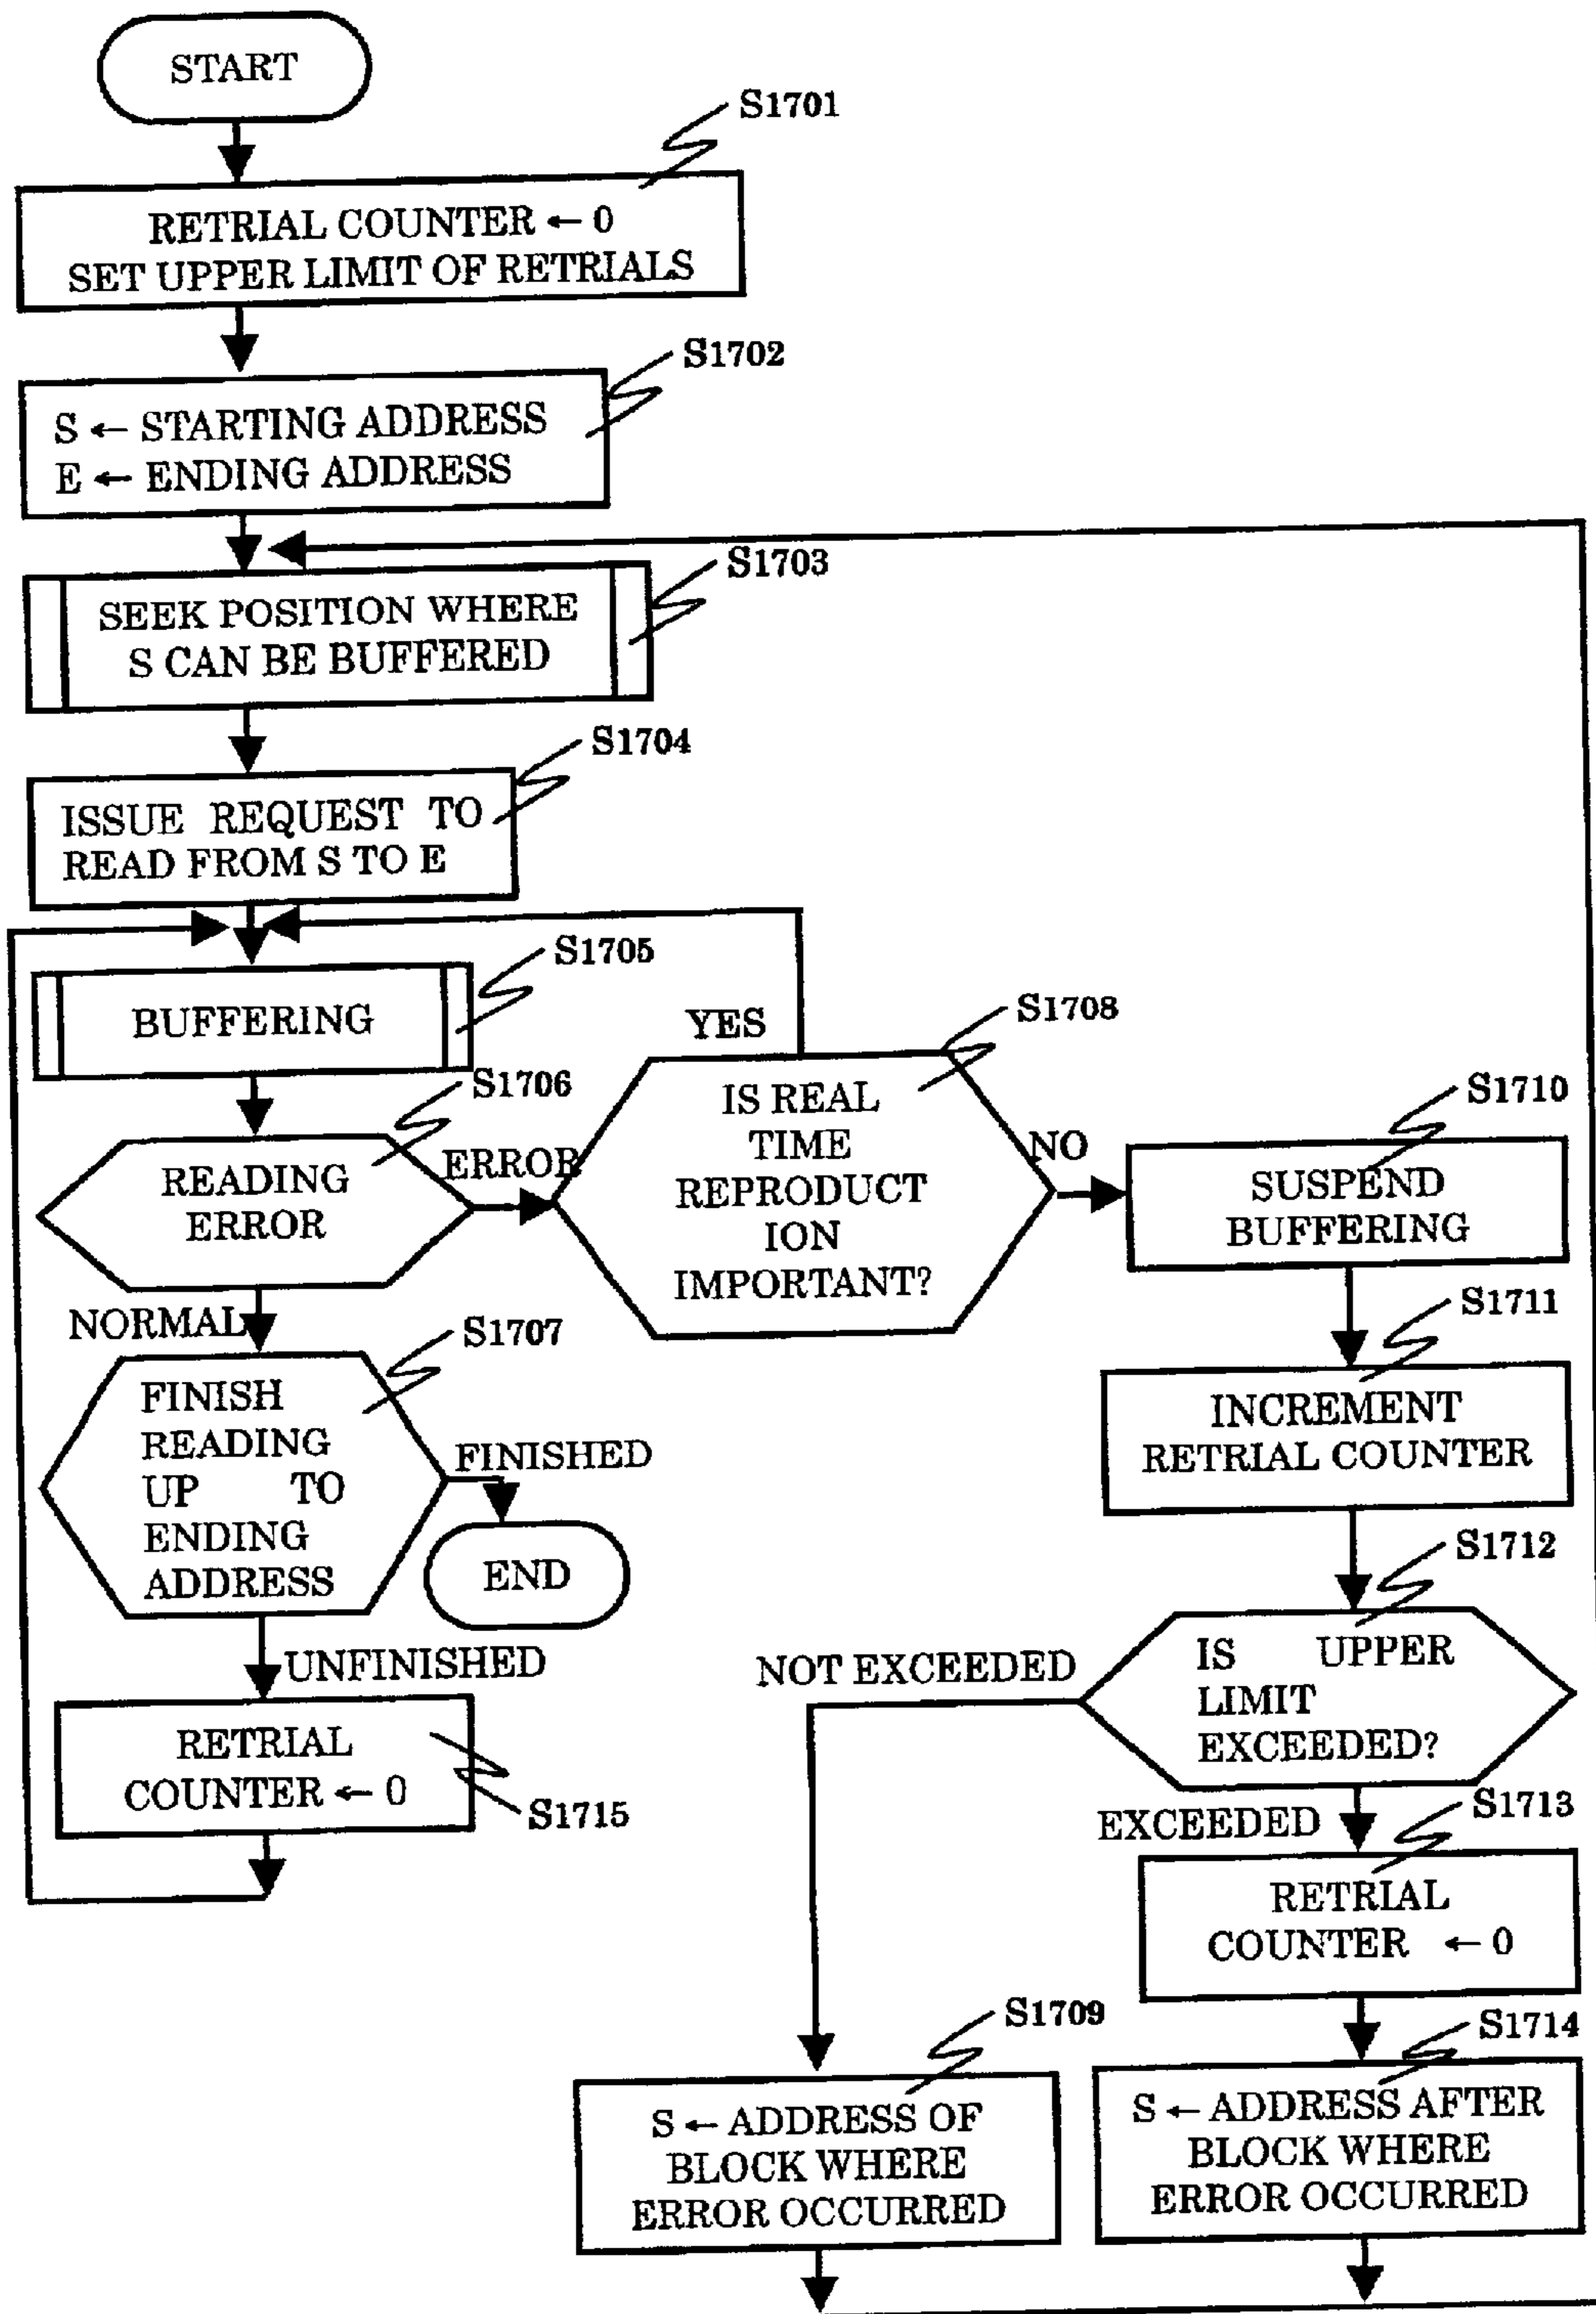 START
S1701
RETRIAL COUNTER ← 0
SET UPPER LIMIT OF RETRIALS
S1702
S ← STARTING ADDRESS
E ← ENDING ADDRESS
S1703
SEEK POSITION WHERE
S CAN BE BUFFERED
S1704
ISSUE REQUEST TO
READ FROM S TO E
S1705
BUFFERING
S1706
READING
ERROR
ERROR
NORMAL
YES
S1708
IS REAL
TIME
REPRODUCT
ION
IMPORTANT?
NO
S1710
SUSPEND
BUFFERING
S1711
INCREMENT
RETRIAL COUNTER
S1707
FINISH
READING
UP TO
ENDING
ADDRESS
FINISHED
END
UNFINISHED
RETRIAL
COUNTER ← 0
S1715
S1712
IS UPPER
LIMIT
EXCEEDED?
NOT EXCEEDED
EXCEEDED
S1713
RETRIAL
COUNTER ← 0
S1709
S ← ADDRESS OF
BLOCK WHERE
ERROR OCCURRED
S1714
S ← ADDRESS AFTER
BLOCK WHERE
ERROR OCCURRED